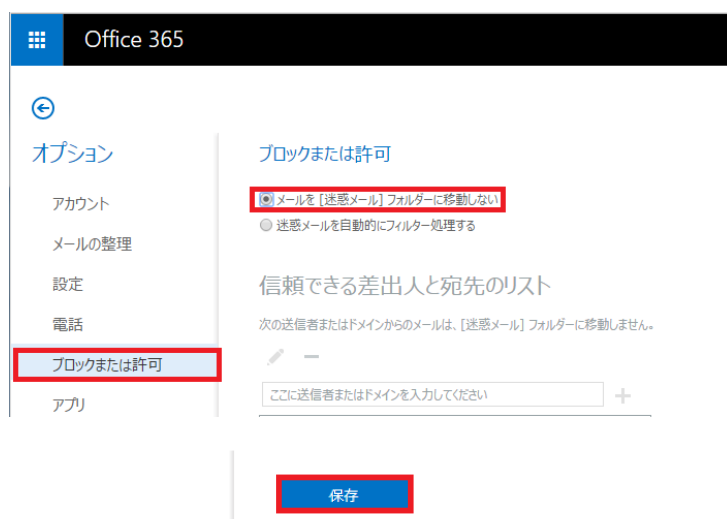 Office 365
オプション
アカウント
メールの整理
設定
電話
ブロックまたは許可
アプリ
ブロックまたは許可
メールを [迷惑メール] フォルダーに移動しない
迷惑メールを自動的にフィルター処理する
信頼できる差出人と宛先のリスト
次の送信者またはドメインからのメールは、[迷惑メール] フォルダーに移動しません。
ここに送信者またはドメインを入力してください
保存